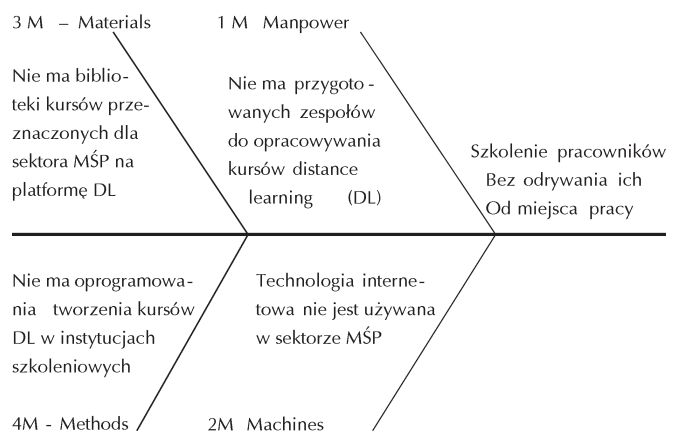 3 M – Materials
Nie ma biblio-
teki kursów prze-
znaczonych dla
sektora MŚP na
platformę DL
1 M Manpower
Nie ma przygoto -
wanych zespołów
do opracowywania
kursów distance
learning (DL)
Szkolenie pracowników
Bez odrywania ich
Od miejsca pracy
Nie ma oprogramowa-
nia tworzenia kursów
DL w instytucjach
szkoleniowych
4M - Methods
Technologia interne-
towa nie jest używana
w sektorze MŚP
2M Machines